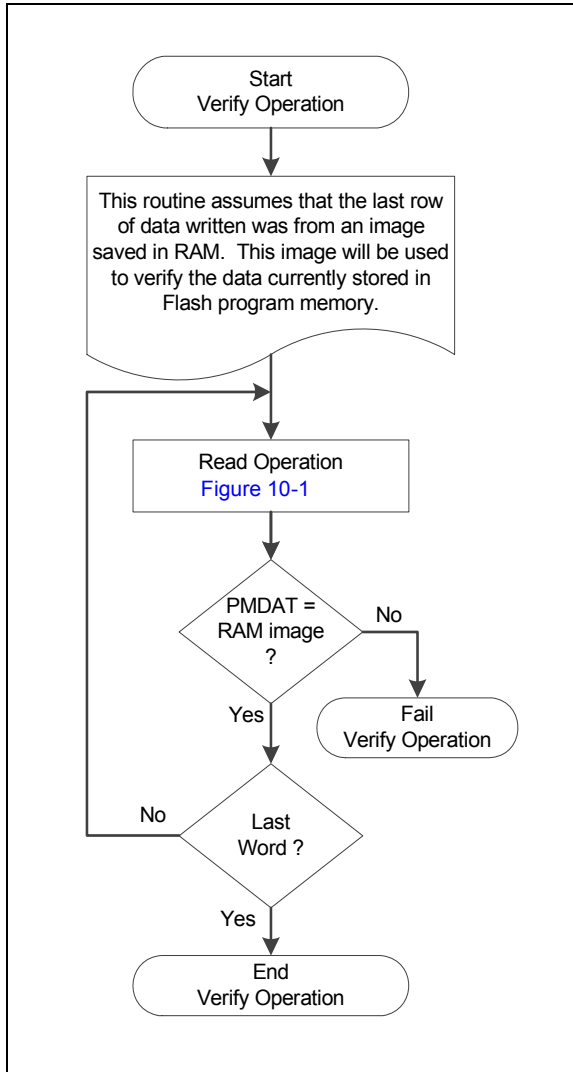 Start
Verify Operation
This routine assumes that the last row
of data written was from an image
saved in RAM. This image will be used
to verify the data currently stored in
Flash program memory.
Read Operation
Figure 10-1
PMDAT =
RAM image
?
No
Yes
Fail
Verify Operation
No
Last
Word ?
Yes
End
Verify Operation